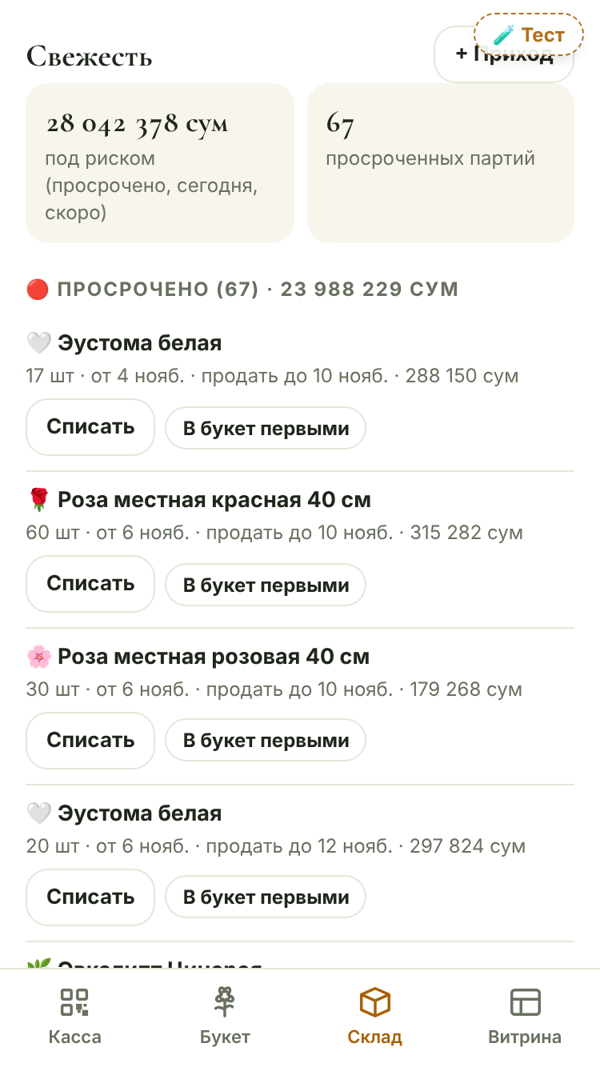 🧪 Тест
Свежесть
+ Приход
28 042 378 сум
под риском
(просрочено, сегодня,
скоро)
67
просроченных партий
🔴 ПРОСРОЧЕНО (67) · 23 988 229 СУМ
🤍 Эустома белая
17 шт · от 4 нояб. · продать до 10 нояб. · 288 150 сум
Списать
В букет первыми
🌹 Роза местная красная 40 см
60 шт · от 6 нояб. · продать до 10 нояб. · 315 282 сум
Списать
В букет первыми
🌸 Роза местная розовая 40 см
30 шт · от 6 нояб. · продать до 10 нояб. · 179 268 сум
Списать
В букет первыми
🤍 Эустома белая
20 шт · от 6 нояб. · продать до 12 нояб. · 297 824 сум
Списать
В букет первыми
Касса
Букет
Склад
Витрина